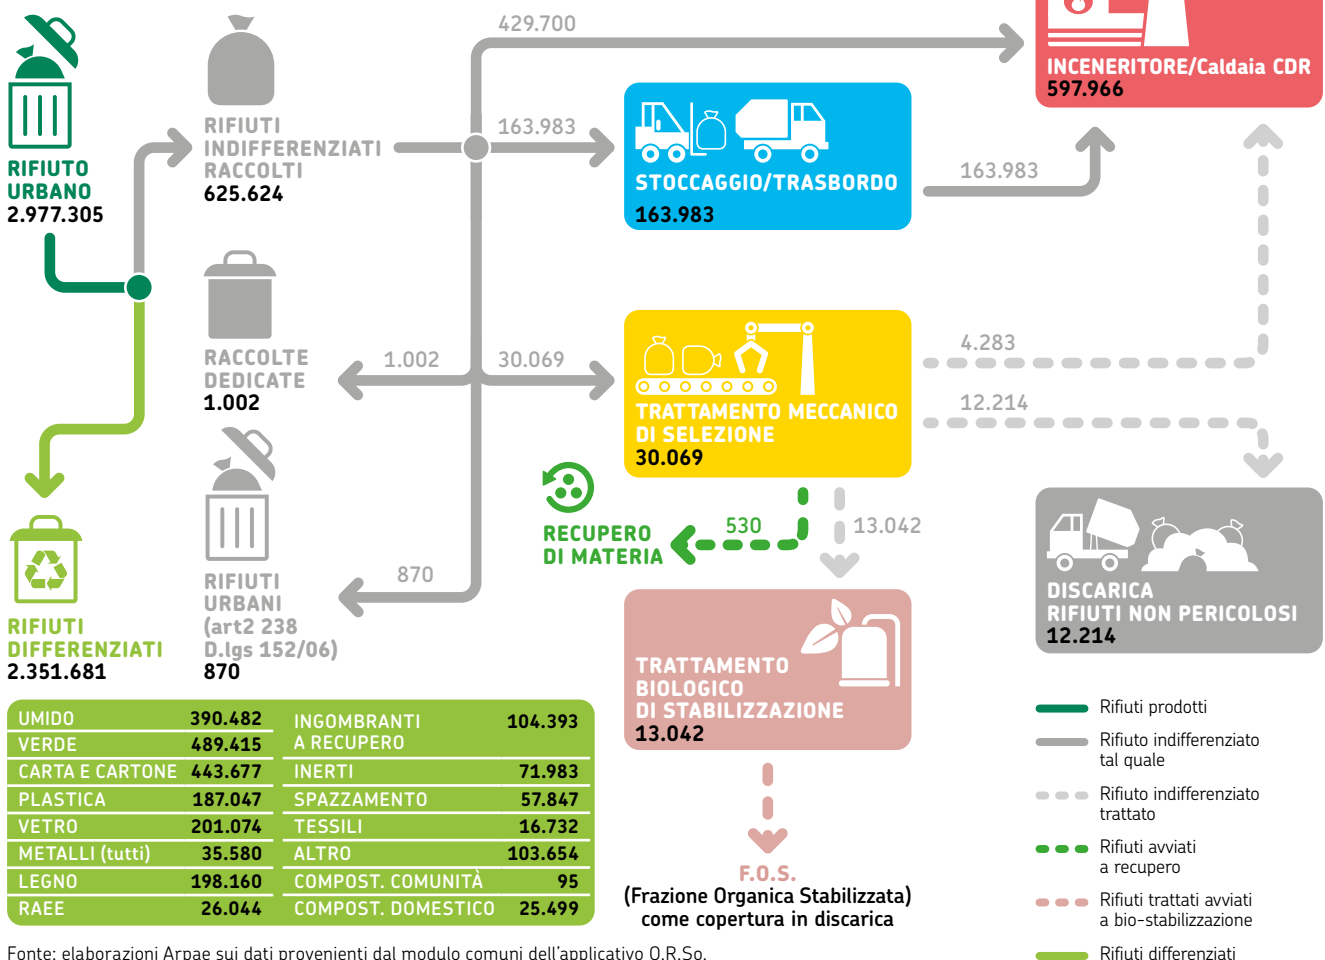 RIFIUTO
URBANO
2.977.305
RIFIUTI
INDIFFERENZIATI
RACCOLTI
625.624
429.700
163.983
STOCCAGGIO/TRASBORDO
163.983
163.983
INCENERITORE/Caldaia CDR
597.966
RACCOLTE
DEDICATE
1.002
1.002
30.069
TRATTAMENTO MECCANICO
DI SELEZIONE
30.069
4.283
12.214
RECUPERO
DI MATERIA
530
13.042
DISCARICA
RIFIUTI NON PERICOLOSI
12.214
RIFIUTI
URBANI
(art2 238
D.lgs 152/06)
870
870
RIFIUTI
DIFFERENZIATI
2.351.681
TRATTAMENTO
BIOLOGICO
DI STABILIZZAZIONE
13.042
F.O.S.
(Frazione Organica Stabilizzata)
come copertura in discarica
UMIDO 390.482
VERDE 489.415
CARTA E CARTONE 443.677
PLASTICA 187.047
VETRO 201.074
METALLI (tutti) 35.580
LEGNO 198.160
RAEE 26.044
INGOMBRANTI 104.393
A RECUPERO
INERTI 71.983
SPAZZAMENTO 57.847
TESSILI 16.732
ALTRO 103.654
COMPOST. COMUNITÀ 95
COMPOST. DOMESTICO 25.499
Rifiuti prodotti
Rifiuto indifferenziato
tal quale
Rifiuto indifferenziato
trattato
Rifiuti avviati
a recupero
Rifiuti trattati avviati
a bio-stabilizzazione
Rifiuti differenziati
Fonte: elaborazioni Arpae sui dati provenienti dal modulo comuni dell'applicativo O.R.So.